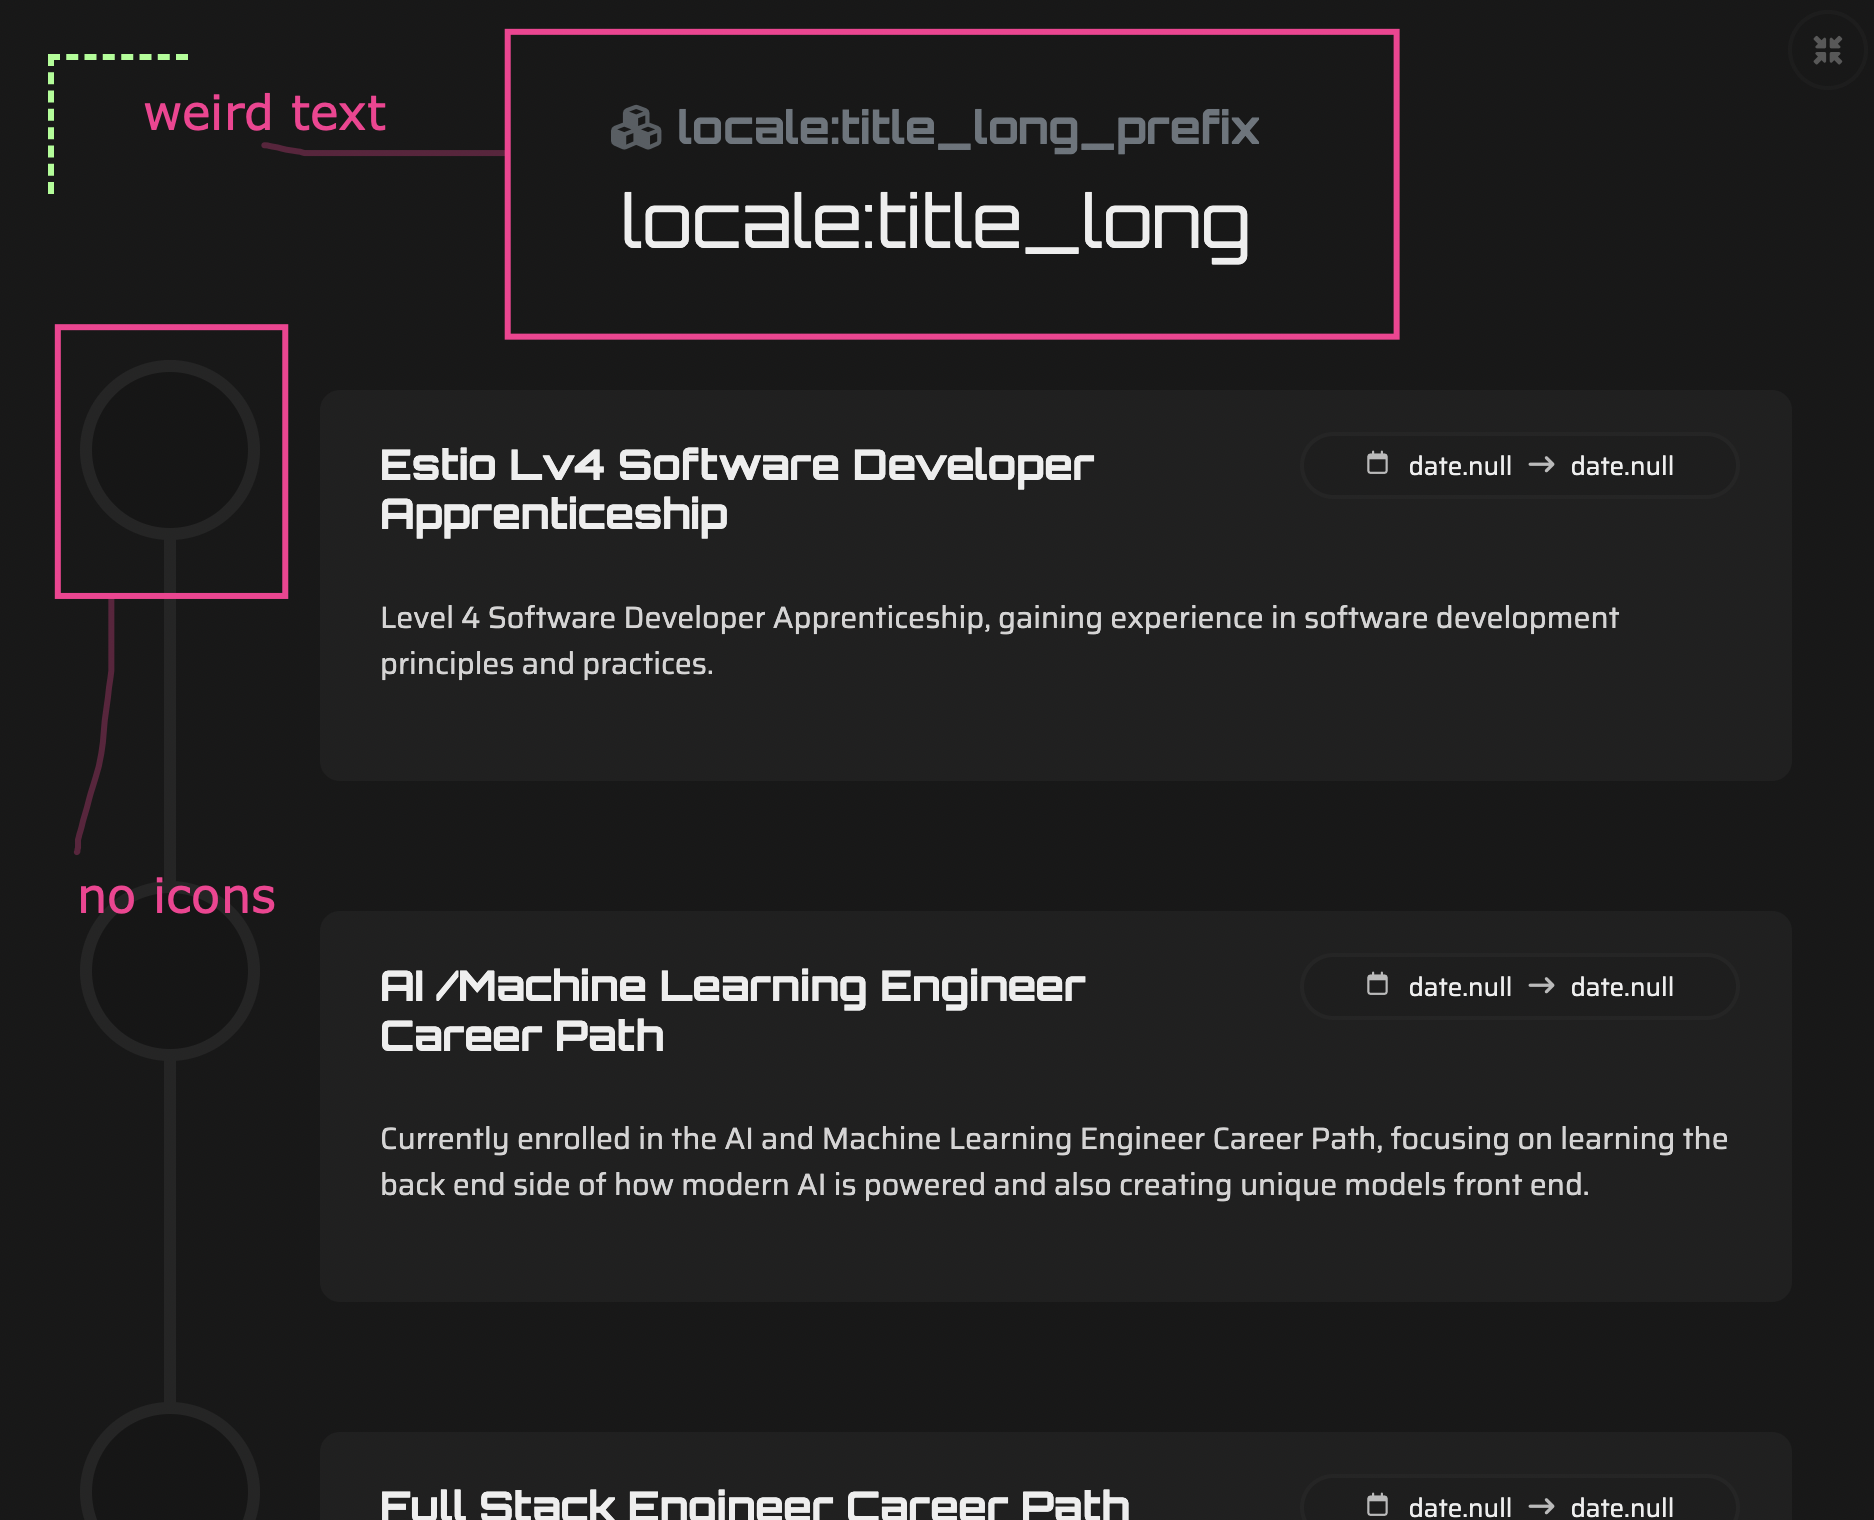 weird text
locale:title_long_prefix
locale:title_long
Estio Lv4 Software Developer
Apprenticeship
date.null → date.null
Level 4 Software Developer Apprenticeship, gaining experience in software development
principles and practices.
no icons
AI /Machine Learning Engineer
Career Path
date.null → date.null
Currently enrolled in the AI and Machine Learning Engineer Career Path, focusing on learning the
back end side of how modern AI is powered and also creating unique models front end.
Full Stack Engineer Career Path
date.null → date.null